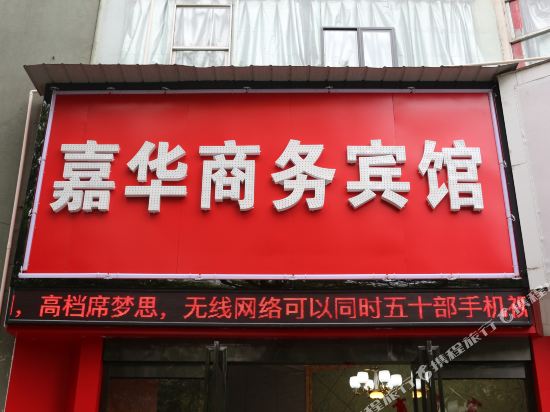 嘉华商务宾馆
，高档席梦思，无线网络可以同时五十部手机被
携程旅行